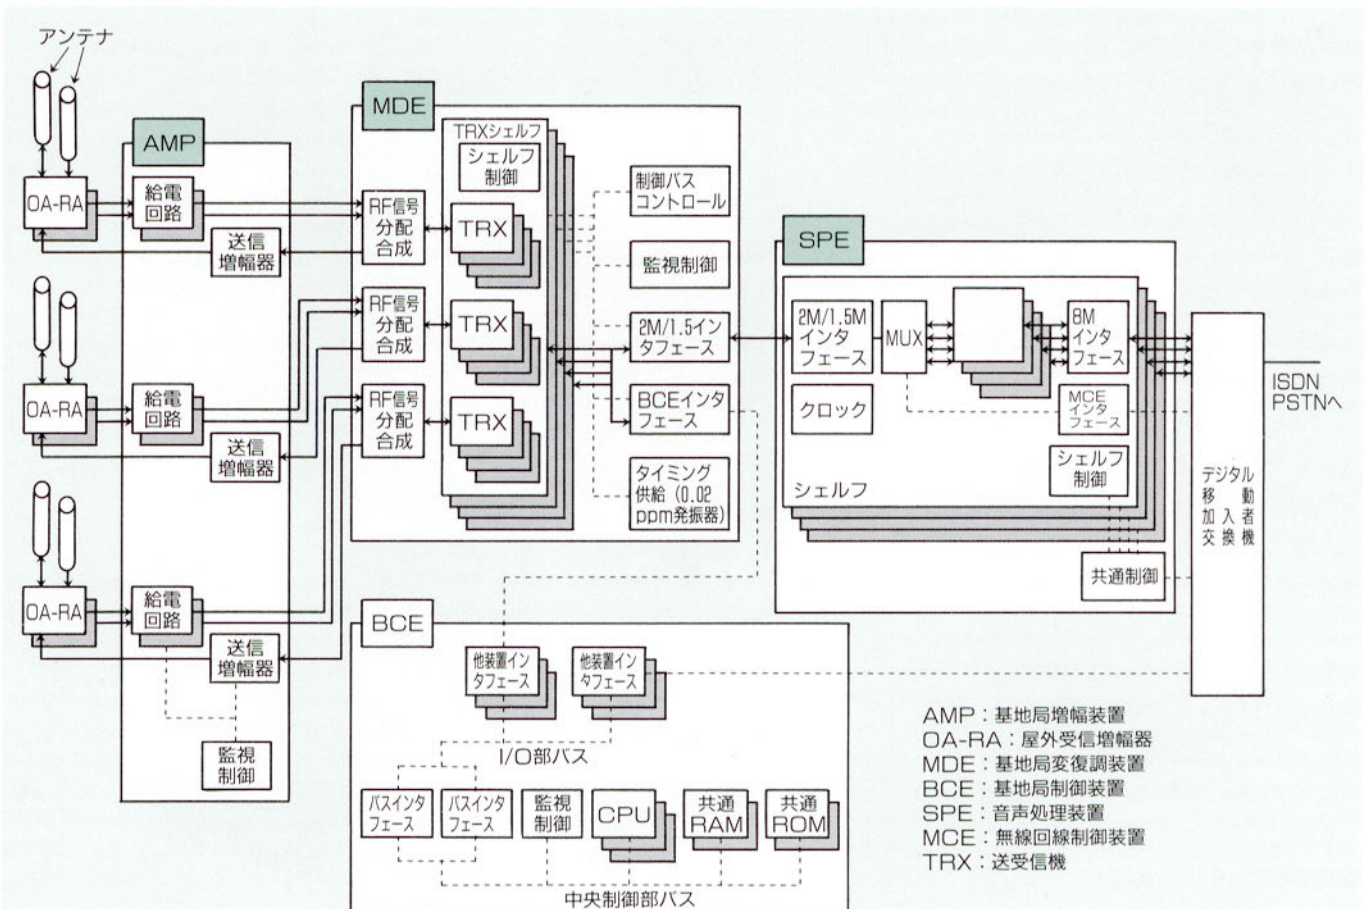 アンテナ
AMP
OA-RA
給電
回路
送信
増幅器
OA-RA
給電
回路
送信
増幅器
OA-RA
給電
回路
送信
増幅器
監視
制御
MDE
RF信号
分配
合成
RF信号
分配
合成
RF信号
分配
合成
TRXシェルフ
シェルフ
制御
TRX
TRX
TRX
制御バス
コントロール
監視制御
2M/1.5イン
タフェース
BCEインタ
フェース
タイミング
供給(0.02
ppm発振器)
SPE
2M/1.5M
インタ
フェース
MUX
8M
インタ
フェース
クロック
MCE
インタ
フェース
シェルフ
制御
シェルフ
共通制御
デジタル
移動
加入者
交換機
ISDN
PSTNへ
BCE
他装置イン
タフェース
他装置イン
タフェース
I/O部バス
バスインタ
フェース
バスインタ
フェース
監視
制御
CPU
共通
RAM
共通
ROM
中央制御部バス
AMP:基地局増幅装置
OA-RA:屋外受信増幅器
MDE:基地局変復調装置
BCE:基地局制御装置
SPE:音声処理装置
MCE:無線回線制御装置
TRX:送受信機